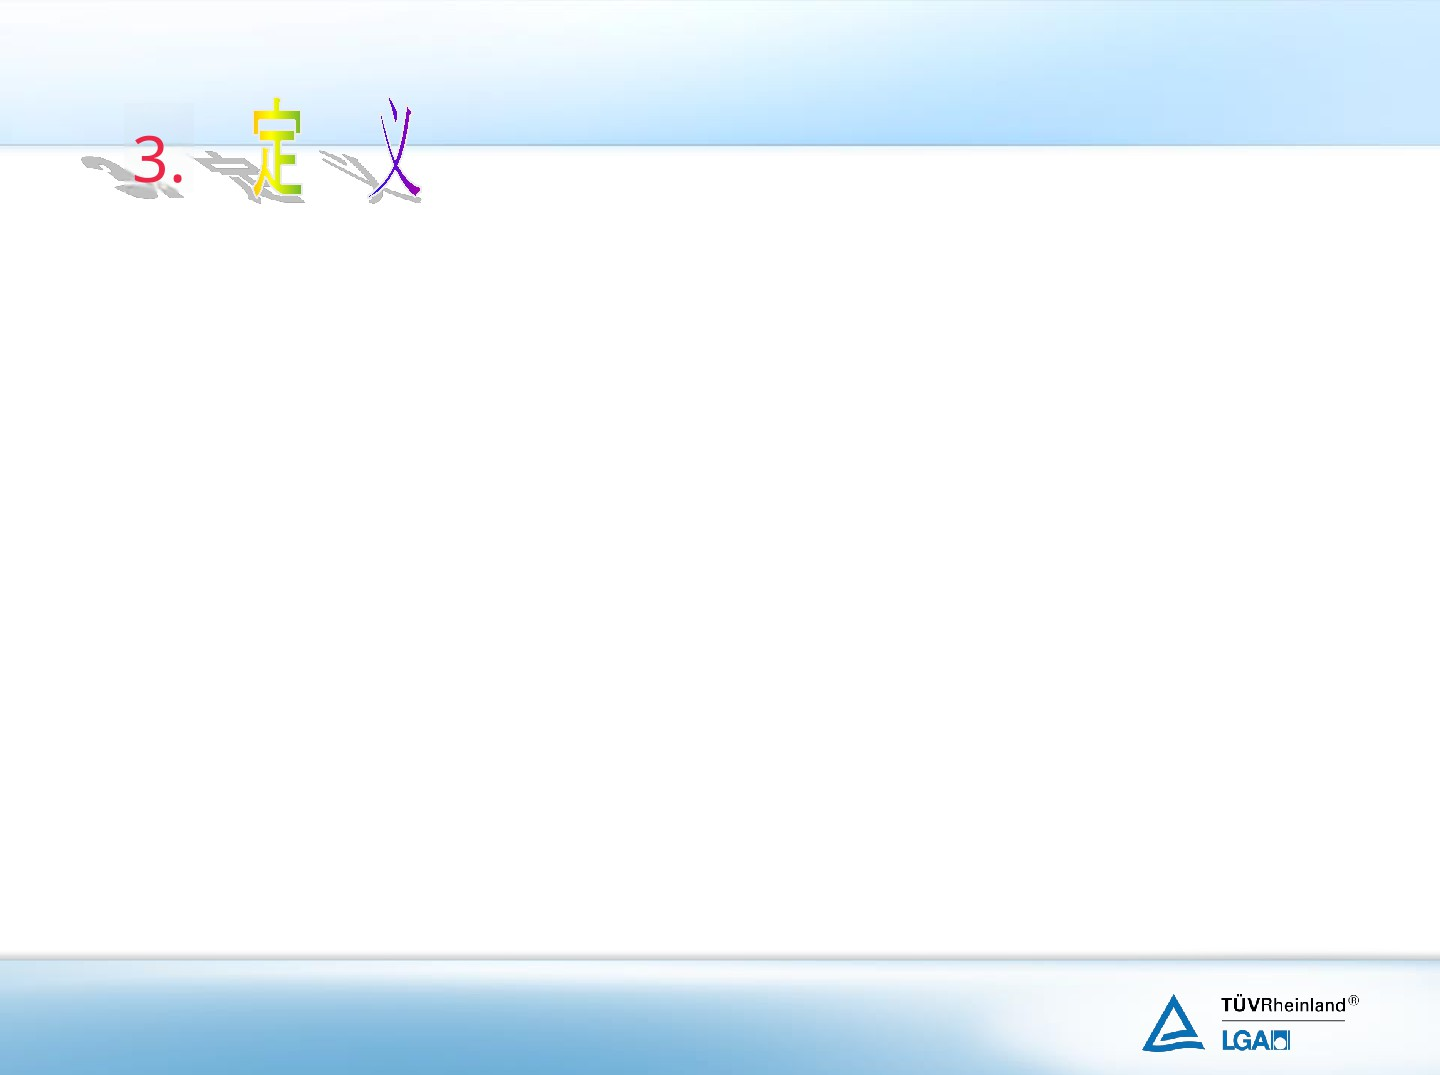 3. 定 义
TÜVRheinland®
LGA